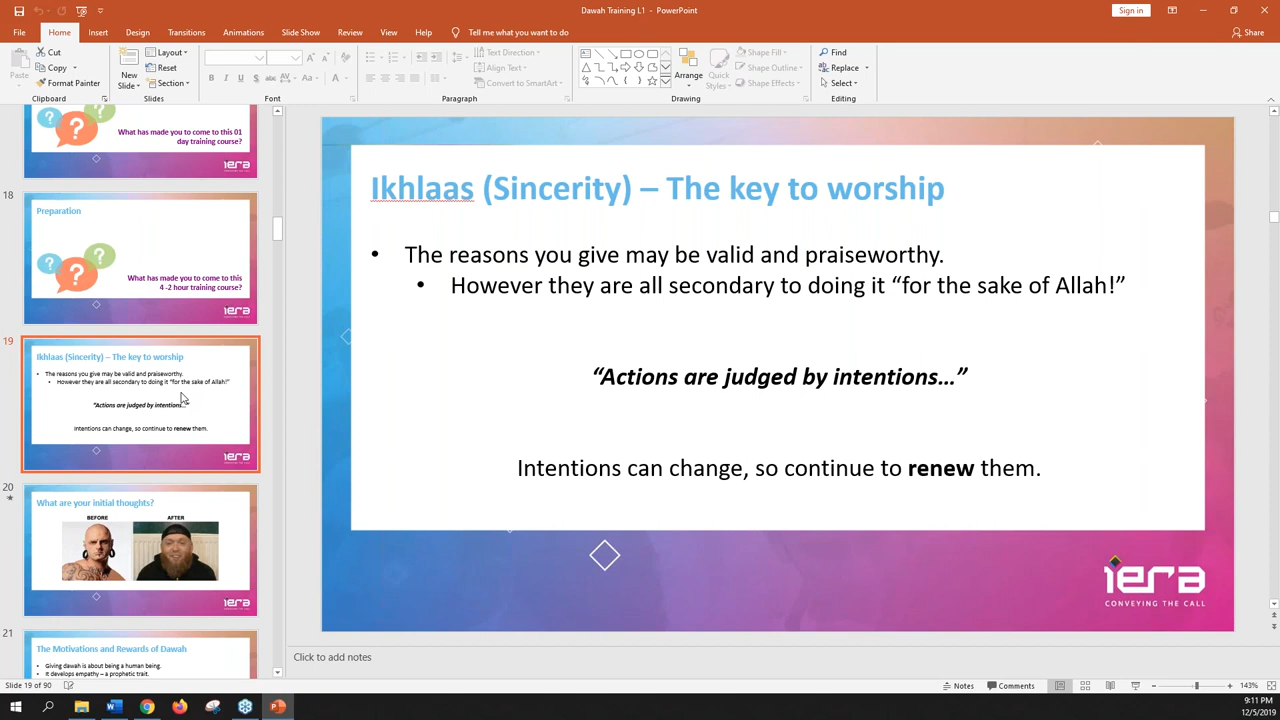 Dawah Training L1 - PowerPoint
Sign in
File Home Insert Design Transitions Animations Slide Show Review View Help Tell me what you want to do Share
Paste
Cut
Copy
Format Painter
Clipboard
New Slide
Layout
Reset
Section
Slides
B I U S abc AV Aa A
Font
Text Direction
Align Text
Convert to SmartArt
Paragraph
Arrange
Quick Styles
Shape Fill
Shape Outline
Shape Effects
Drawing
Find
Replace
Select
Editing
What has made you to come to this 01
day training course?
iera
18
Preparation
What has made you to come to this
4 -2 hour training course?
iera
19
Ikhlaas (Sincerity) – The key to worship
• The reasons you give may be valid and praiseworthy.
• However they are all secondary to doing it “for the sake of Allah!”
“Actions are judged by intentions…
Intentions can change, so continue to renew them.
iera
20
What are your initial thoughts?
BEFORE AFTER
iera
21
The Motivations and Rewards of Dawah
• Giving dawah is about being a human being.
• It develops empathy – a prophetic trait.
Ikhlaas (Sincerity) – The key to worship
• The reasons you give may be valid and praiseworthy.
• However they are all secondary to doing it “for the sake of Allah!”
“Actions are judged by intentions…”
Intentions can change, so continue to renew them.
iera
CONVEYING THE CALL
Click to add notes
Slide 19 of 90
Notes Comments 143%
9:11 PM
12/5/2019